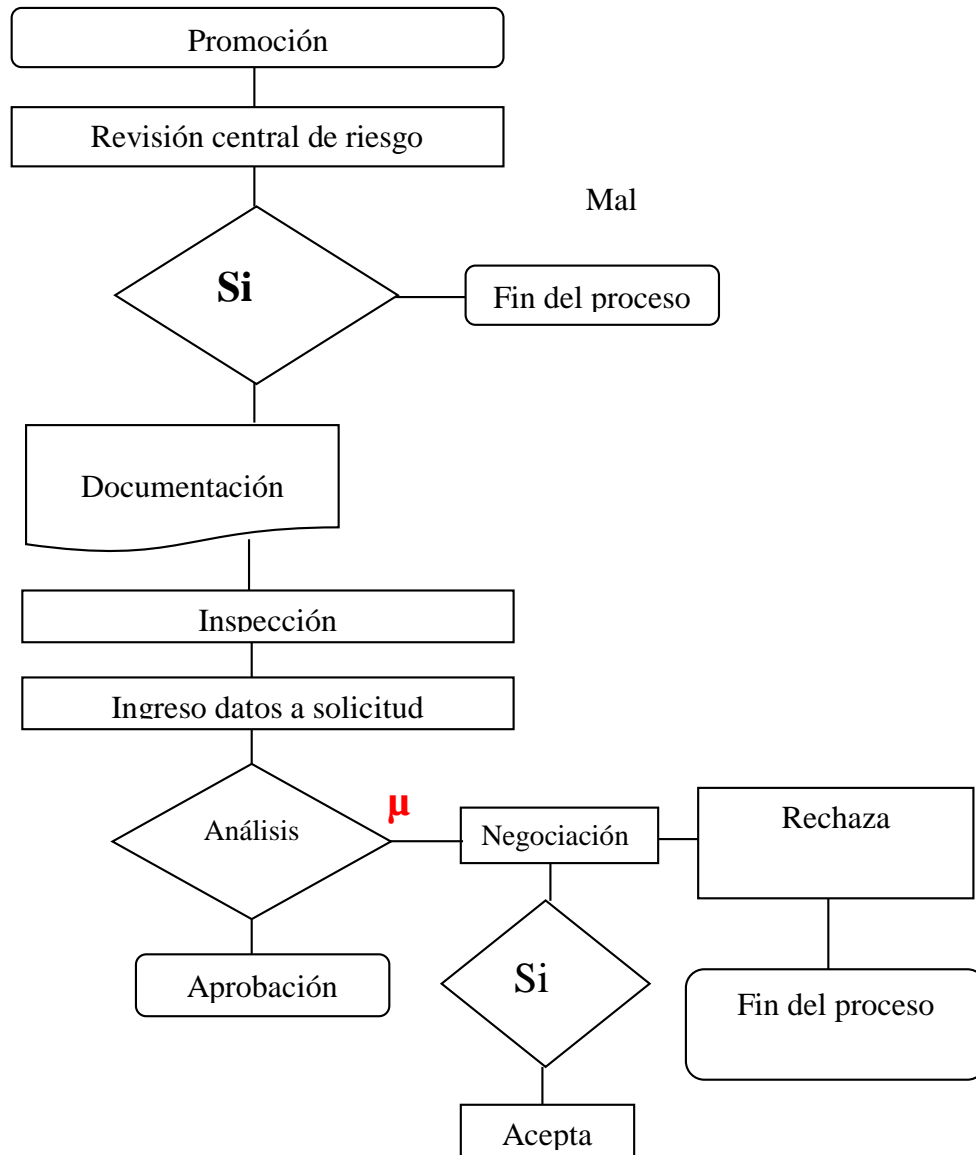 Promoción
Revisión central de riesgo
Mal
Si
Fin del proceso
Documentación
Inspección
Ingreso datos a solicitud
Análisis
µ
Negociación
Rechaza
Aprobación
Si
Fin del proceso
Acepta